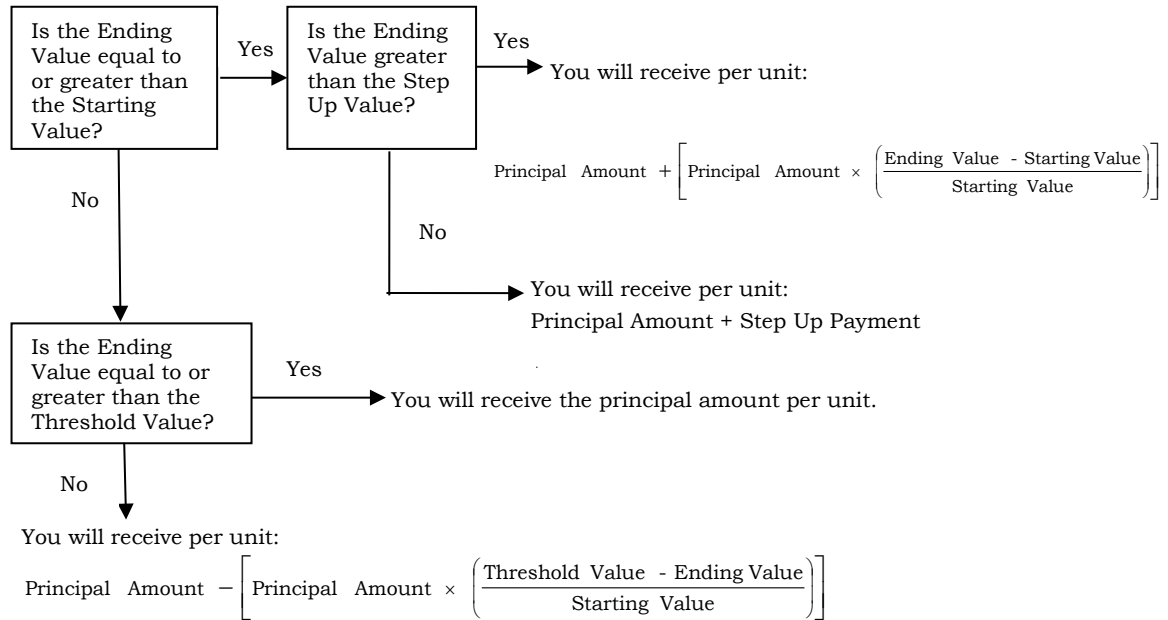 Is the Ending
Value equal to
or greater than
the Starting
Value?
Yes
Is the Ending
Value greater
than the Step
Up Value?
Yes
You will receive per unit:
Principal Amount + [Principal Amount × (Ending Value - Starting Value / Starting Value)]
No
No
You will receive per unit:
Principal Amount + Step Up Payment
Is the Ending
Value equal to or
greater than the
Threshold Value?
Yes
You will receive the principal amount per unit.
No
You will receive per unit:
Principal Amount − [Principal Amount × (Threshold Value - Ending Value / Starting Value)]